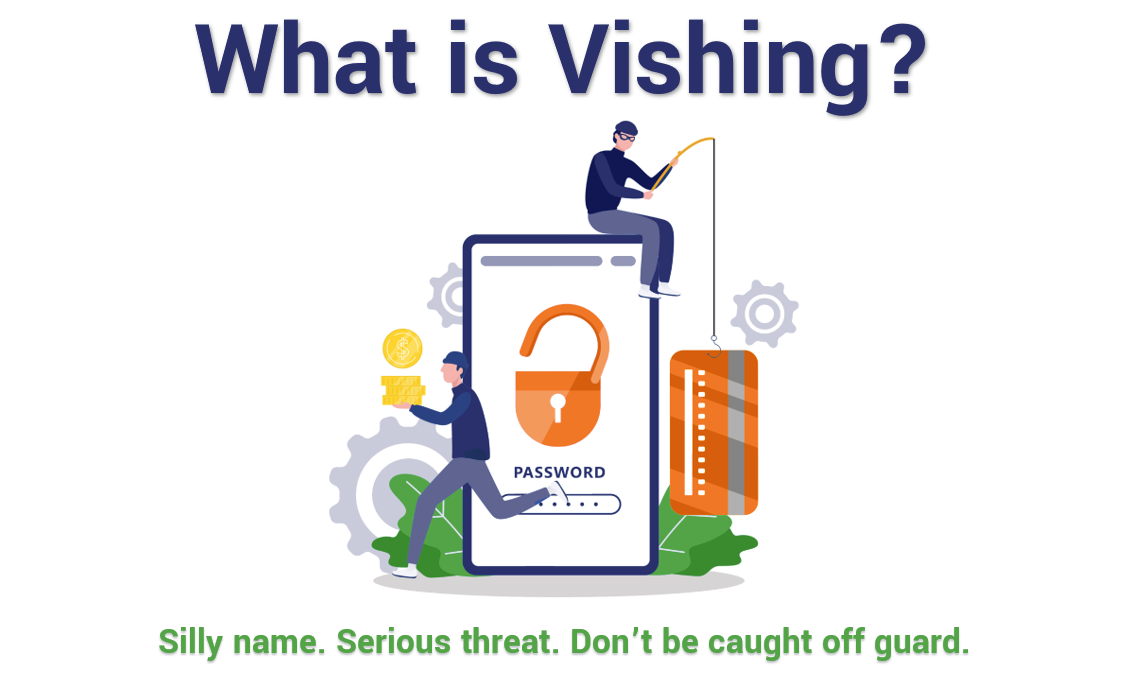 What is Vishing?
$
PASSWORD
Silly name. Serious threat. Don’t be caught off guard.